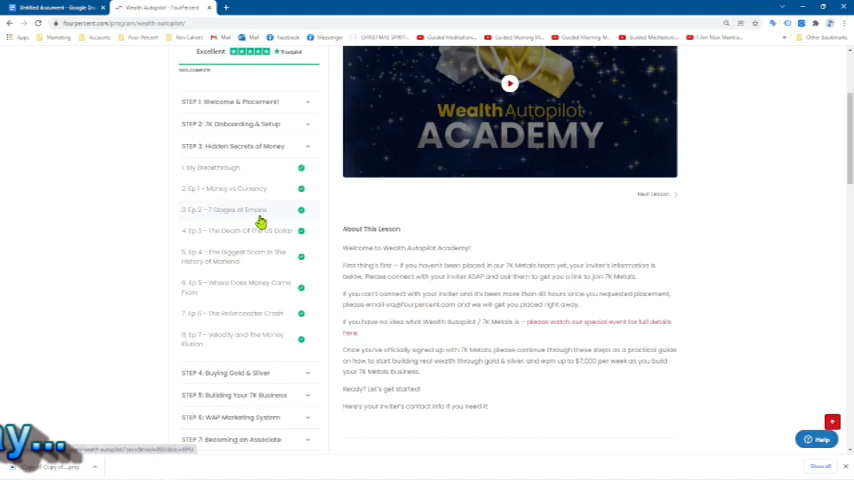 Untitled document - Google Doc
Wealth Autopilot - FourPercent
fourpercent.com/program/wealth-autopilot/
Apps
Marketing
Accounts
Four Percent
Kim Calvert
Mail
Mail
Facebook
Messenger
CHRISTMAS SPIRIT...
Guided Meditation...
Guided Morning M...
Guided Morning M...
Guided Meditation...
I Am Now Mantra...
Other bookmarks
Excellent
Trustpilot
100% COMPLETE
STEP 1: Welcome & Placement!
STEP 2: 7K Onboarding & Setup
STEP 3: Hidden Secrets of Money
1. My Breakthrough
2. Ep 1 - Money vs Currency
3. Ep 2 - 7 Stages of Empire
4. Ep 3 - The Death Of The US Dollar
5. Ep 4 - The Biggest Scam In The
History of Mankind
6. Ep 5 - Where Does Money Come
From
7. Ep 6 - The Rollercoaster Crash
8. Ep 7 - Velocity and The Money
Illusion
STEP 4: Buying Gold & Silver
STEP 5: Building Your 7K Business
STEP 6: WAP Marketing System
STEP 7: Becoming an Associate
WealthAutopilot
ACADEMY
Next Lesson
About This Lesson
Welcome to Wealth Autopilot Academy!
First thing's first – if you haven't been placed in our 7K Metals team yet, your inviter's information is
below. Please connect with your inviter ASAP and ask them to get you a link to join 7K Metals.
If you can't connect with your inviter and it's been more than 48 hours since you requested placement,
please email via@fourpercent.com and we will get you placed right away.
If you have no idea what Wealth Autopilot / 7K Metals is – please watch our special event for full details
here.
Once you've officially signed up with 7K Metals, please continue through these steps as a practical guide
on how to start building real wealth through gold & silver, and earn up to $7,000 per week as you build
your 7K Metals business.
Ready? Let's get started!
Here's your inviter's contact info if you need it!
Help
y...
Copy of Copy of....png
Show all